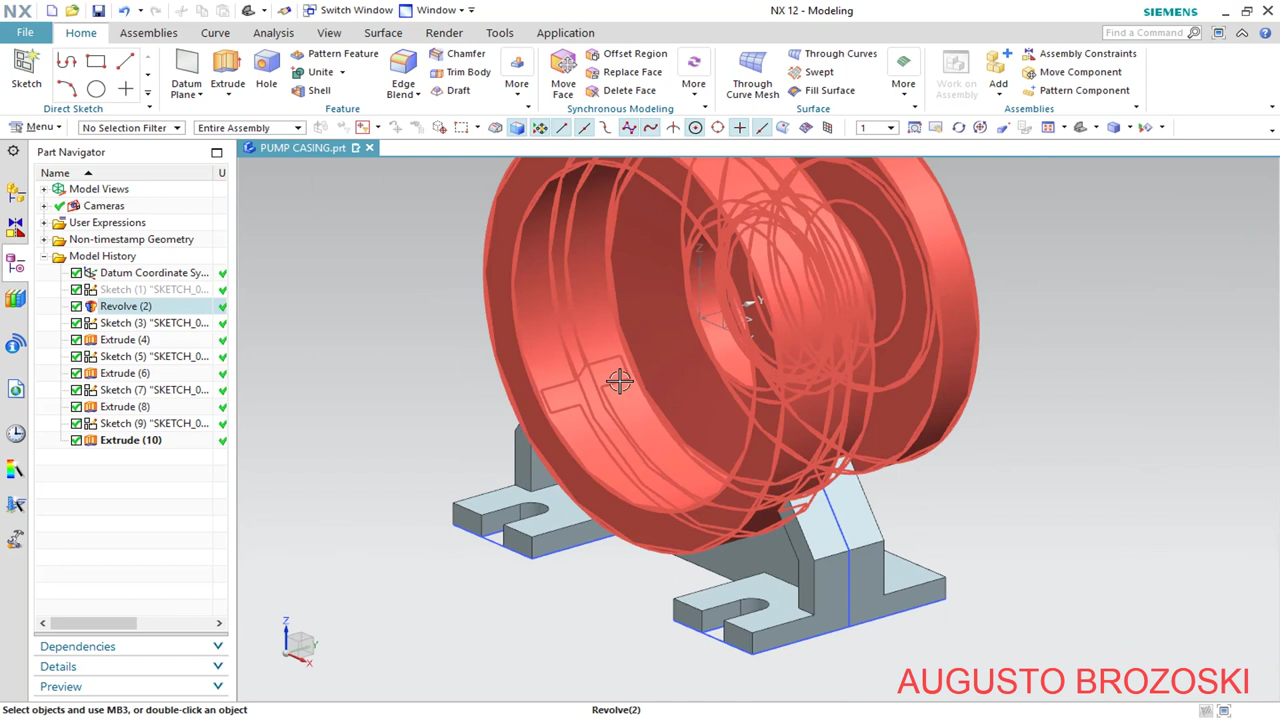 NX
Switch Window
Window
NX 12 - Modeling
SIEMENS
File
Home
Assemblies
Curve
Analysis
Surface
View
Render
Tools
Application
Find a Command
Sketch
Direct Sketch
Datum Plane
Extrude
Hole
Pattern Feature
Unite
Shell
Edge Blend
Chamfer
Trim Body
Draft
More
Feature
Move Face
Offset Region
Replace Face
Delete Face
More
Synchronous Modeling
Through Curve Mesh
Through Curves
Swept
Fill Surface
More
Surface
Work on Assembly
Add
Assembly Constraints
Move Component
Pattern Component
Assemblies
Menu
No Selection Filter
Entire Assembly
1
Part Navigator
PUMP CASING.prt
Name
U
Model Views
Cameras
User Expressions
Non-timestamp Geometry
Model History
Datum Coordinate Sy...
Sketch (1) "SKETCH_0...
Revolve (2)
Sketch (3) "SKETCH_0...
Extrude (4)
Sketch (5) "SKETCH_0...
Extrude (6)
Sketch (7) "SKETCH_0...
Extrude (8)
Sketch (9) "SKETCH_0...
Extrude (10)
Z
Y
Z
Y
X
Dependencies
Details
Preview
AUGUSTO BROZOSKI
Select objects and use MB3, or double-click an object
Revolve(2)